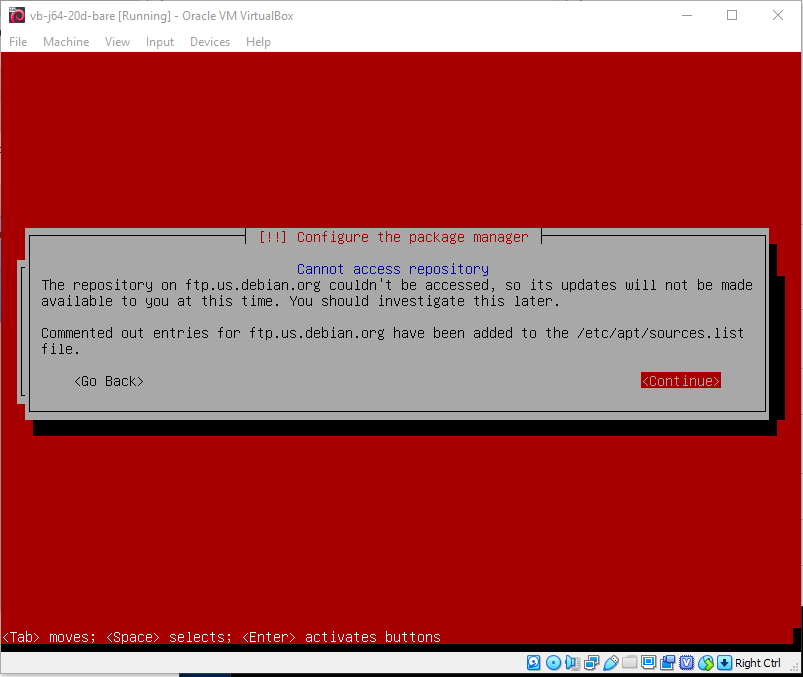 vb-j64-20d-bare [Running] - Oracle VM VirtualBox
File Machine View Input Devices Help
[!!] Configure the package manager
Cannot access repository
The repository on ftp.us.debian.org couldn't be accessed, so its updates will not be made
available to you at this time. You should investigate this later.
Commented out entries for ftp.us.debian.org have been added to the /etc/apt/sources.list
file.
<Go Back> <Continue>
<Tab> moves; <Space> selects; <Enter> activates buttons
Right Ctrl